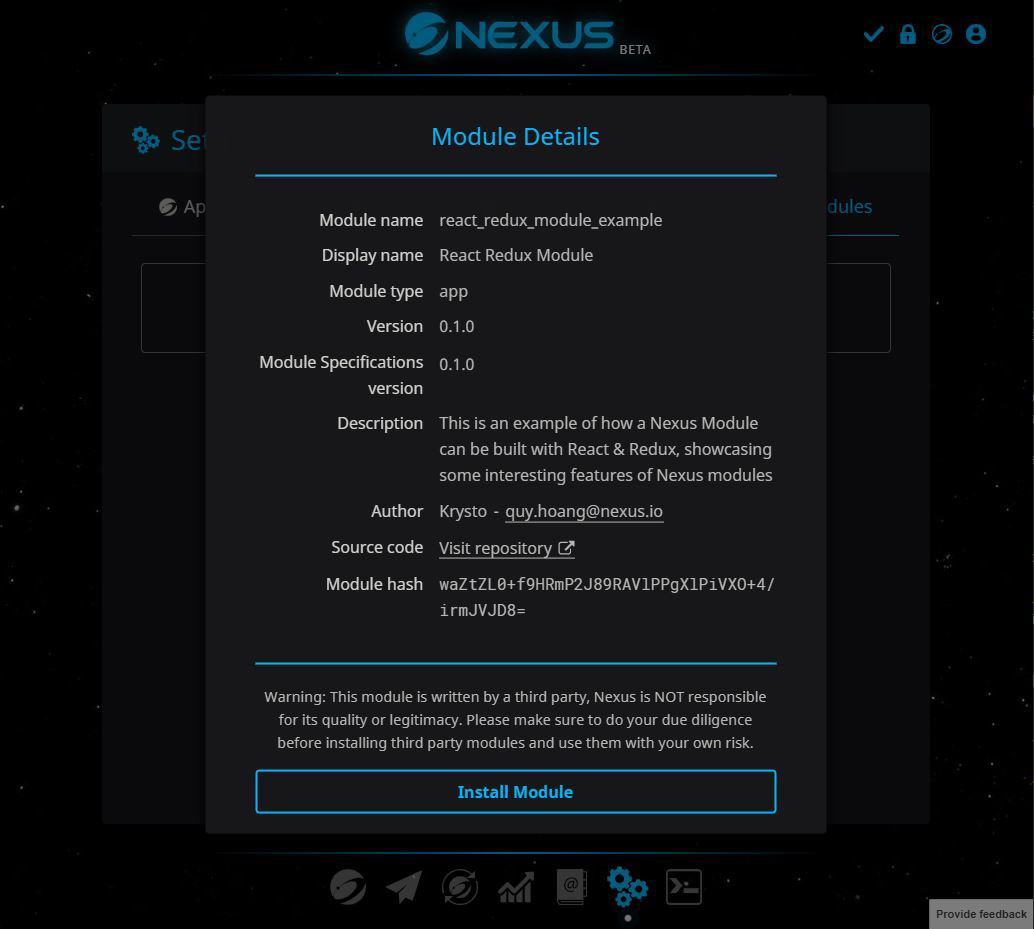 NEXUS BETA
Set
Module Details
Ap
dules
Module name react_redux_module_example
Display name React Redux Module
Module type app
Version 0.1.0
Module Specifications version 0.1.0
Description This is an example of how a Nexus Module
can be built with React & Redux, showcasing
some interesting features of Nexus modules
Author Krysto - quy.hoang@nexus.io
Source code Visit repository
Module hash waZtZL0+f9HRmP2J89RAVlPPgXlPiVXO+4/
irmJVJD8=
Warning: This module is written by a third party, Nexus is NOT responsible
for its quality or legitimacy. Please make sure to do your due diligence
before installing third party modules and use them with your own risk.
Install Module
@
Provide feedback